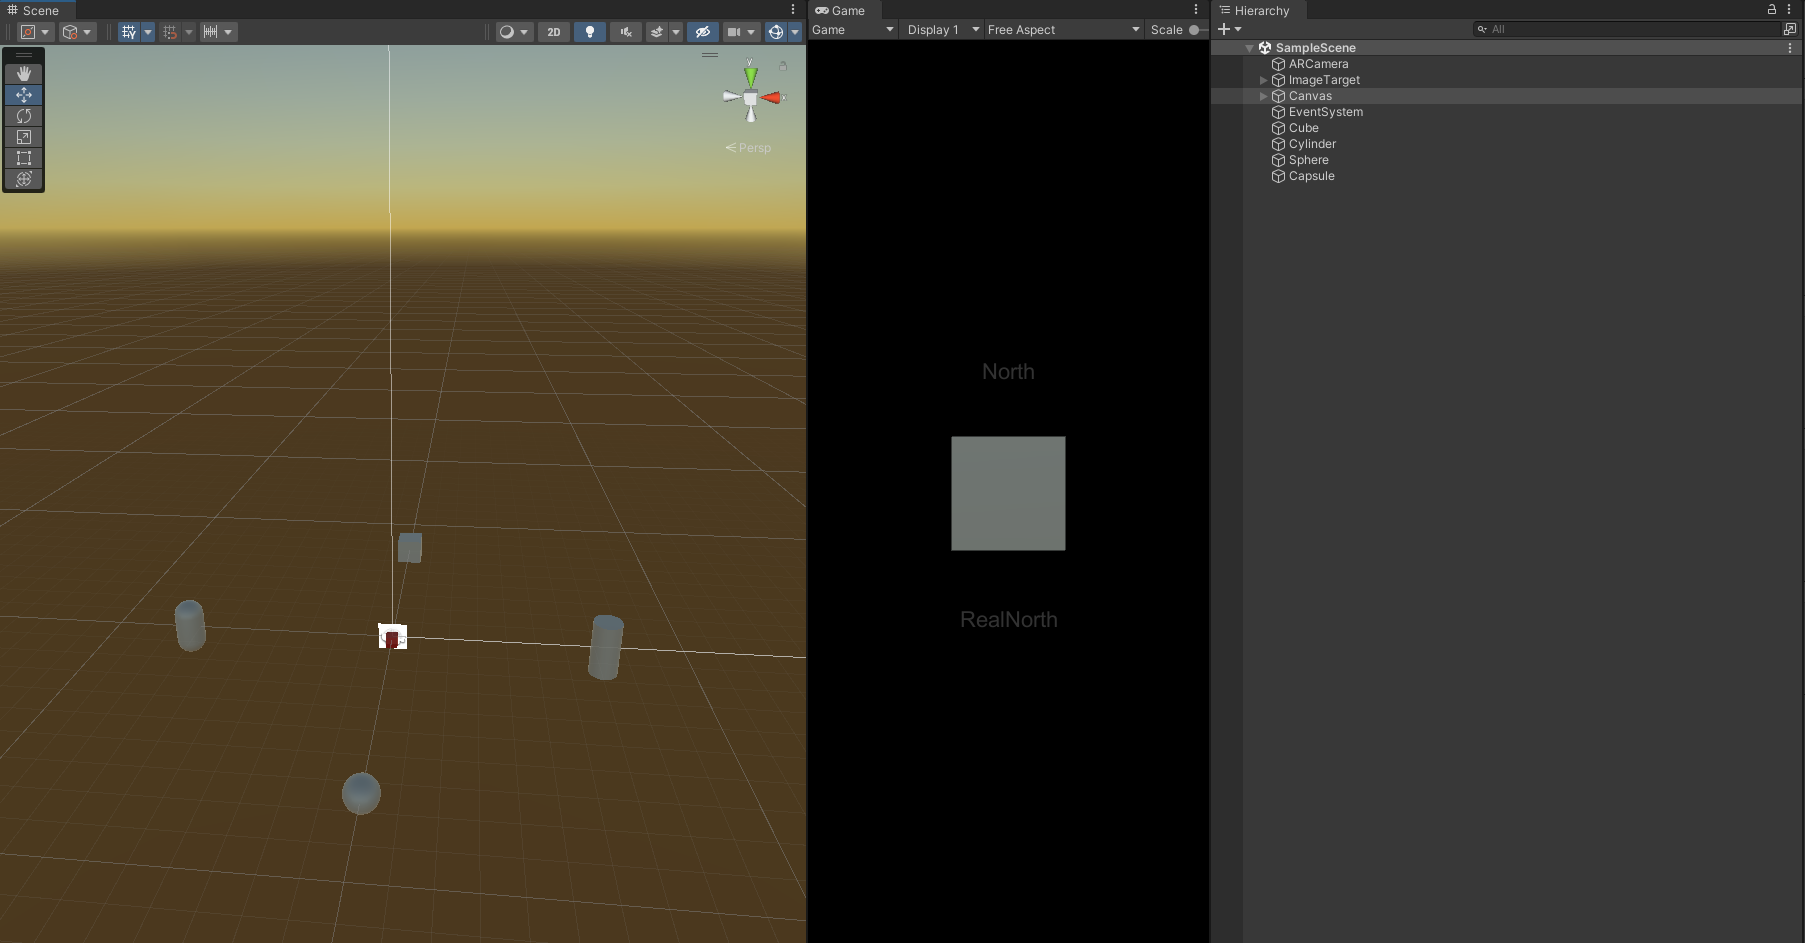 Scene
2D
y
Persp
Game
Game
Display 1
Free Aspect
Scale
North
RealNorth
Hierarchy
All
SampleScene
ARCamera
ImageTarget
Canvas
EventSystem
Cube
Cylinder
Sphere
Capsule